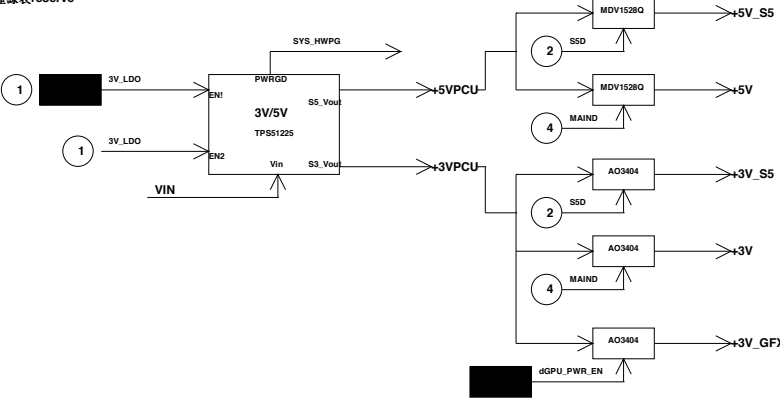 reserve
SYS_HWPG
MDV1528Q
+5V_S5
2
S5D
1
3V_LDO
PWRGD
EN!
S5_Vout
+5VPCU
MDV1528Q
+5V
3V/5V
TPS51225
4
MAIND
1
3V_LDO
EN2
Vin
S3_Vout
+3VPCU
AO3404
+3V_S5
VIN
2
S5D
AO3404
+3V
4
MAIND
AO3404
+3V_GFX
dGPU_PWR_EN